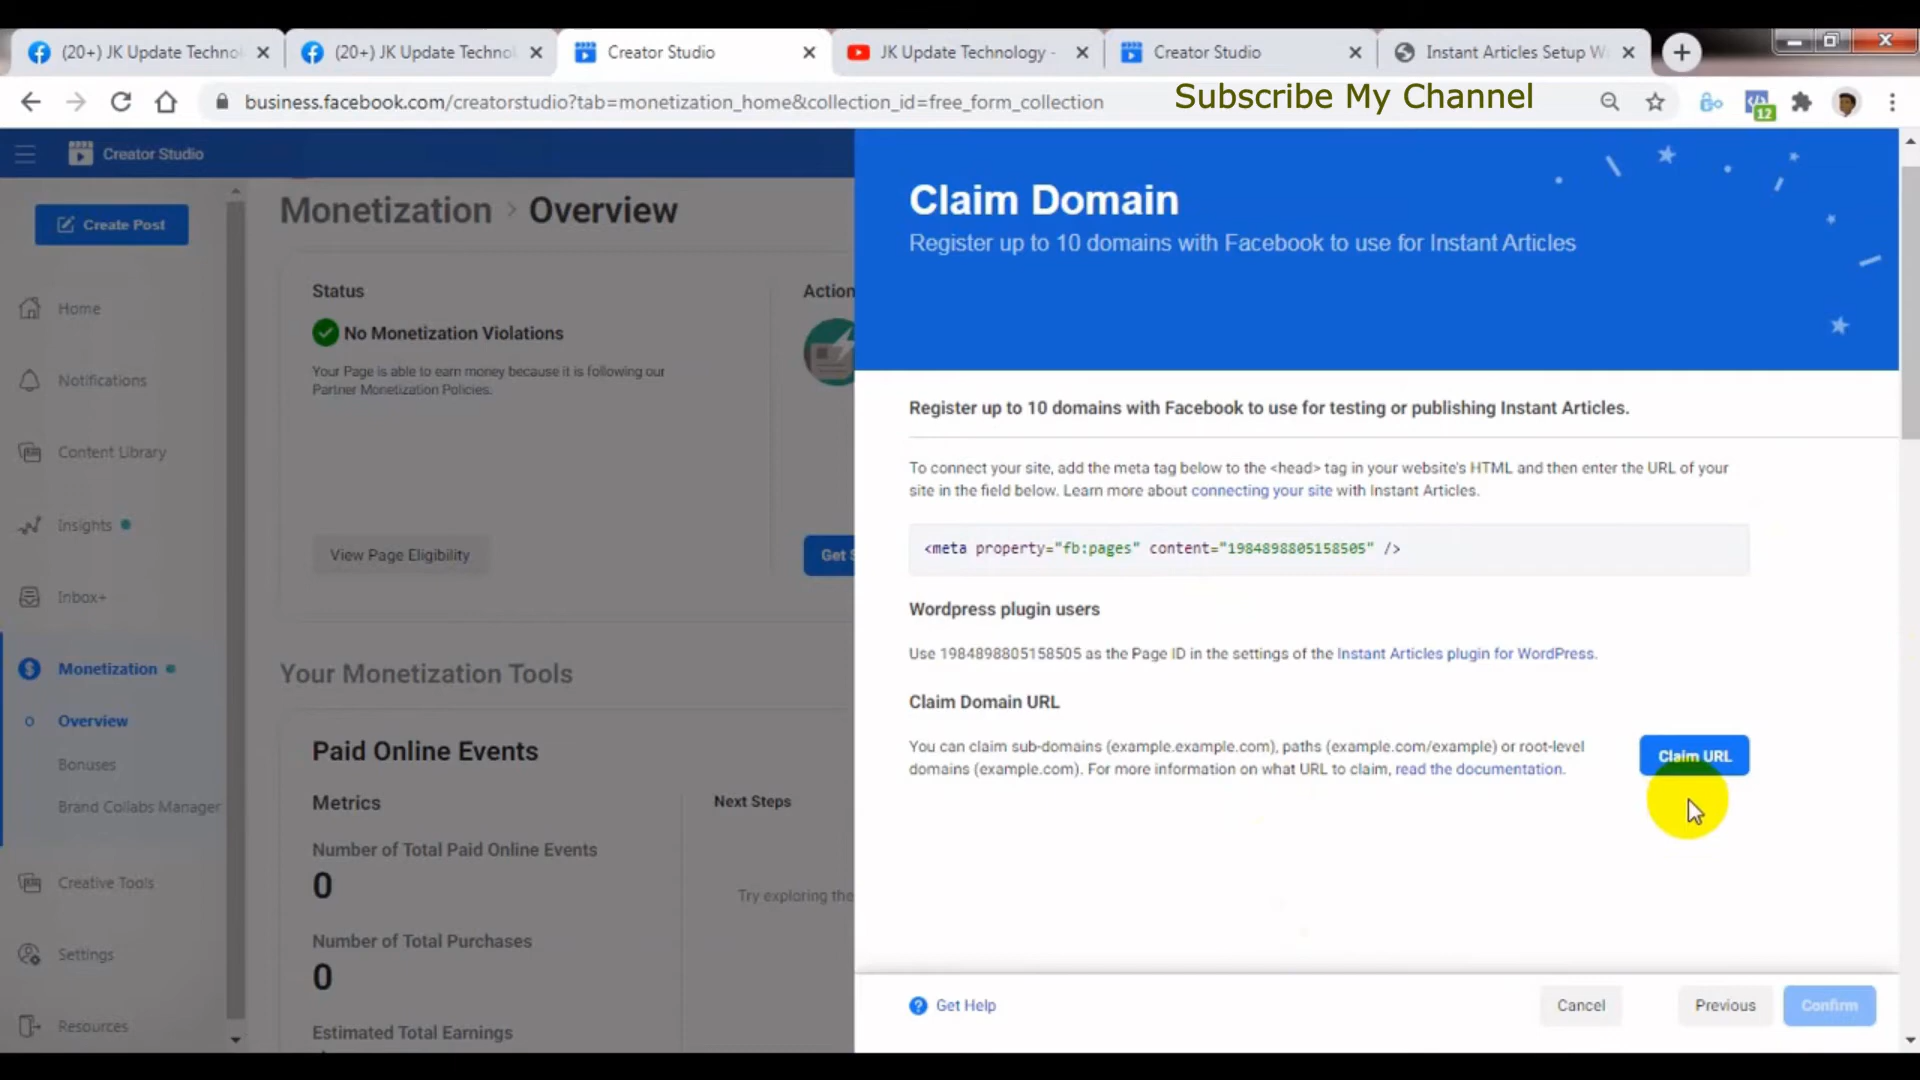 (20+) JK Update Technol
(20+) JK Update Technol
Creator Studio
JK Update Technology -
Creator Studio
Instant Articles Setup W
business.facebook.com/creatorstudio?tab=monetization_home&collection_id=free_form_collection
Subscribe My Channel
12
Creator Studio
Create Post
Home
Notifications
Content Library
Insights
Inbox+
Monetization
Overview
Bonuses
Brand Collabs Manager
Creative Tools
Settings
Resources
Monetization > Overview
Status
No Monetization Violations
Your Page is able to earn money because it is following our
Partner Monetization Policies.
View Page Eligibility
Action
Get S
Your Monetization Tools
Paid Online Events
Metrics
Number of Total Paid Online Events
0
Number of Total Purchases
0
Estimated Total Earnings
Next Steps
Try exploring the
Claim Domain
Register up to 10 domains with Facebook to use for Instant Articles
Register up to 10 domains with Facebook to use for testing or publishing Instant Articles.
To connect your site, add the meta tag below to the <head> tag in your website's HTML and then enter the URL of your
site in the field below. Learn more about connecting your site with Instant Articles.
<meta property="fb:pages" content="1984898805158505" />
Wordpress plugin users
Use 1984898805158505 as the Page ID in the settings of the Instant Articles plugin for WordPress.
Claim Domain URL
You can claim sub-domains (example.example.com), paths (example.com/example) or root-level
domains (example.com). For more information on what URL to claim, read the documentation.
Claim URL
Get Help
Cancel
Previous
Confirm